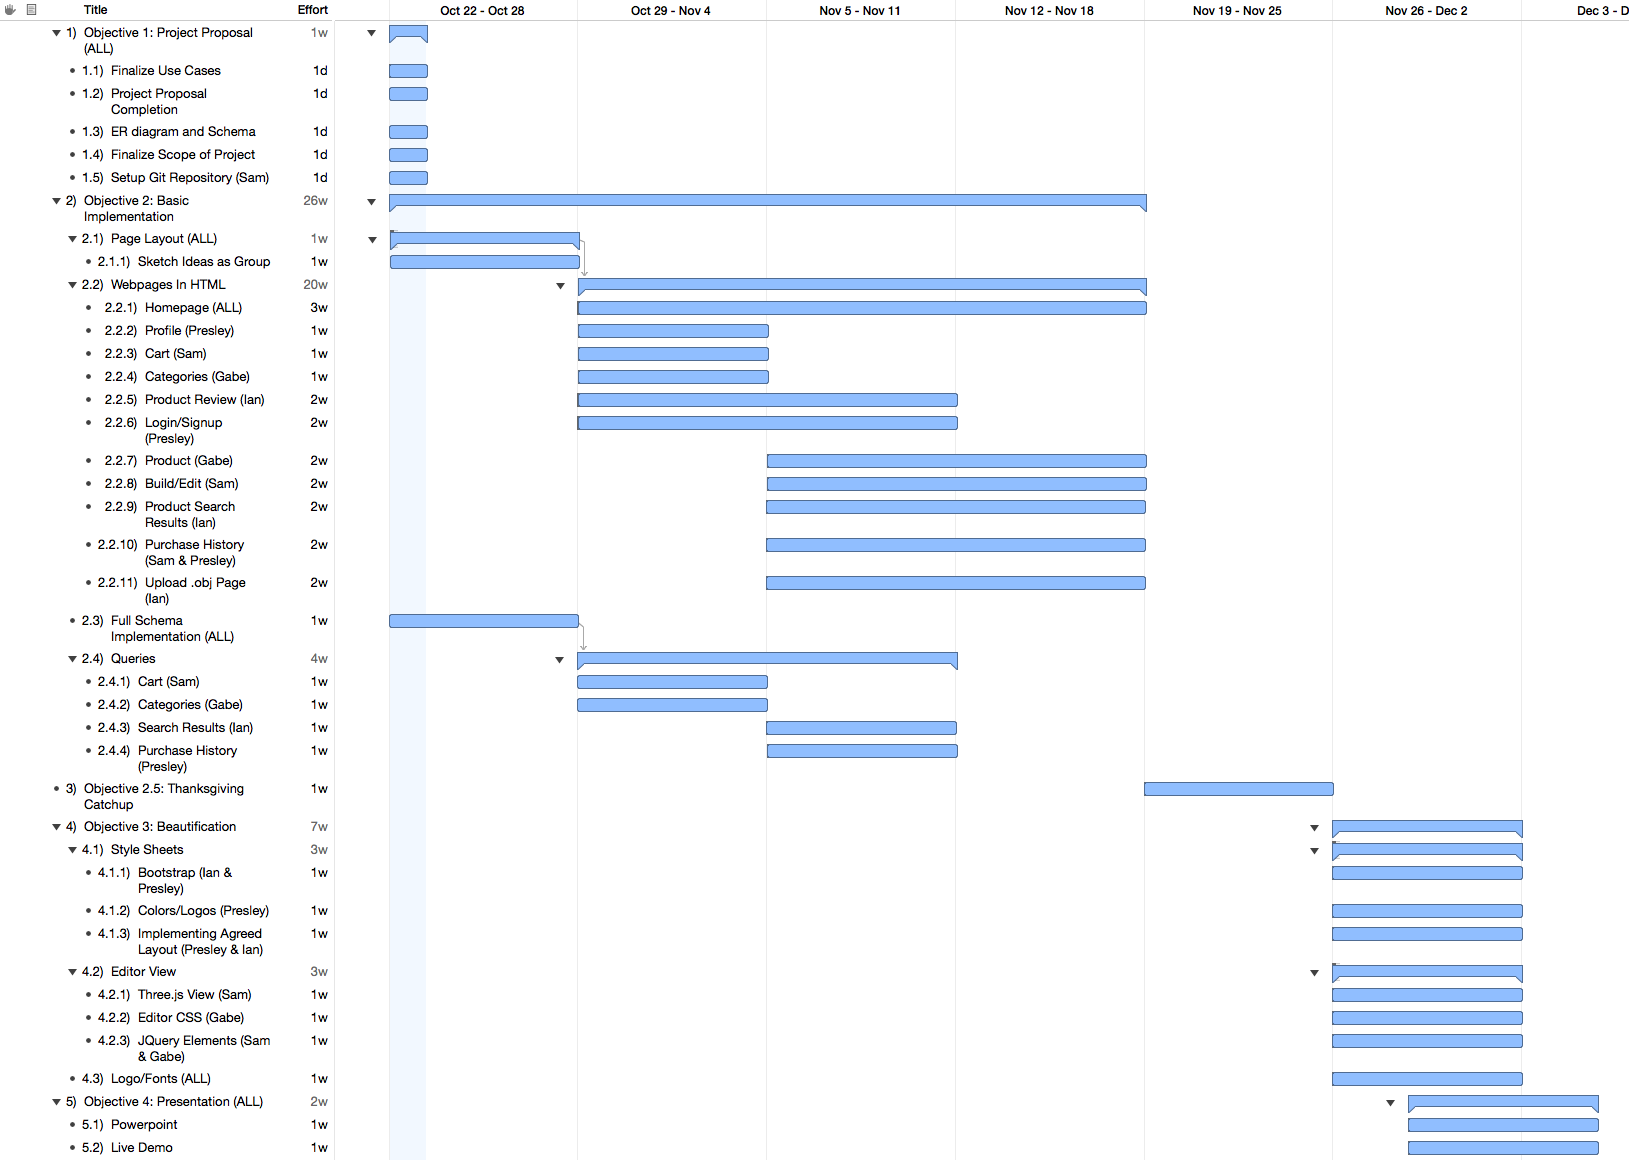 Title Effort Oct 22 - Oct 28 Oct 29 - Nov 4 Nov 5 - Nov 11 Nov 12 - Nov 18 Nov 19 - Nov 25 Nov 26 - Dec 2 Dec 3 - D
1) Objective 1: Project Proposal 1w
(ALL)
1.1) Finalize Use Cases 1d
1.2) Project Proposal 1d
Completion
1.3) ER diagram and Schema 1d
1.4) Finalize Scope of Project 1d
1.5) Setup Git Repository (Sam) 1d
2) Objective 2: Basic 26w
Implementation
2.1) Page Layout (ALL) 1w
2.1.1) Sketch Ideas as Group 1w
2.2) Webpages In HTML 20w
2.2.1) Homepage (ALL) 3w
2.2.2) Profile (Presley) 1w
2.2.3) Cart (Sam) 1w
2.2.4) Categories (Gabe) 1w
2.2.5) Product Review (Ian) 2w
2.2.6) Login/Signup 2w
(Presley)
2.2.7) Product (Gabe) 2w
2.2.8) Build/Edit (Sam) 2w
2.2.9) Product Search 2w
Results (Ian)
2.2.10) Purchase History 2w
(Sam & Presley)
2.2.11) Upload .obj Page 2w
(Ian)
2.3) Full Schema 1w
Implementation (ALL)
2.4) Queries 4w
2.4.1) Cart (Sam) 1w
2.4.2) Categories (Gabe) 1w
2.4.3) Search Results (Ian) 1w
2.4.4) Purchase History 1w
(Presley)
3) Objective 2.5: Thanksgiving 1w
Catchup
4) Objective 3: Beautification 7w
4.1) Style Sheets 3w
4.1.1) Bootstrap (Ian & 1w
Presley)
4.1.2) Colors/Logos (Presley) 1w
4.1.3) Implementing Agreed 1w
Layout (Presley & Ian)
4.2) Editor View 3w
4.2.1) Three.js View (Sam) 1w
4.2.2) Editor CSS (Gabe) 1w
4.2.3) JQuery Elements (Sam 1w
& Gabe)
4.3) Logo/Fonts (ALL) 1w
5) Objective 4: Presentation (ALL) 2w
5.1) Powerpoint 1w
5.2) Live Demo 1w